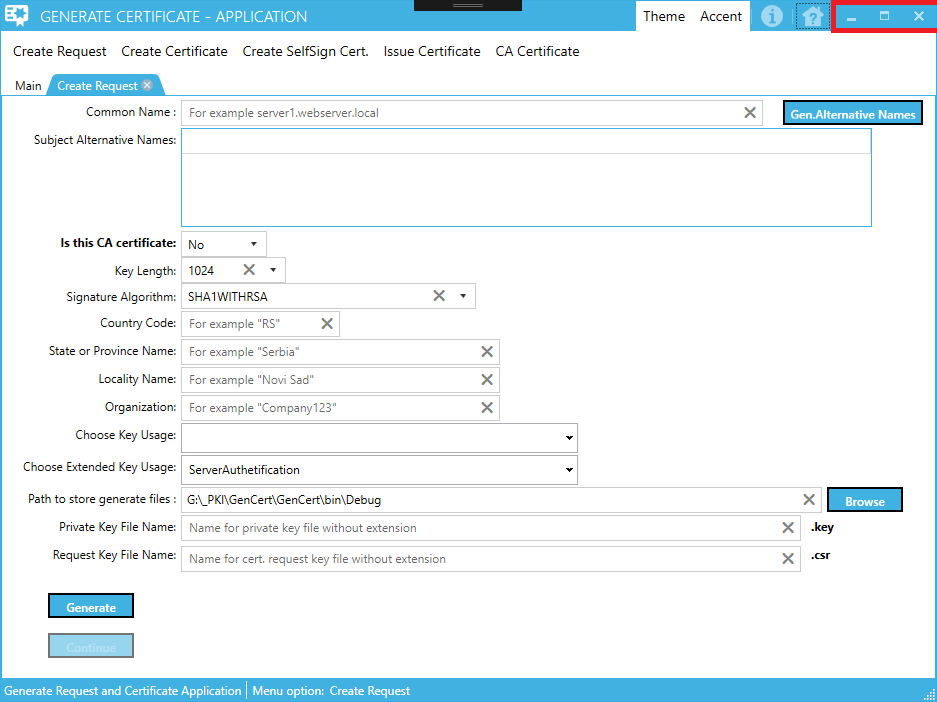 GENERATE CERTIFICATE - APPLICATION
Theme Accent
Create Request Create Certificate Create SelfSign Cert. Issue Certificate CA Certificate
Main Create Request
Common Name : For example server1.webserver.local Gen.Alternative Names
Subject Alternative Names:
Is this CA certificate: No
Key Length: 1024
Signature Algorithm: SHA1WITHRSA
Country Code: For example "RS"
State or Province Name: For example "Serbia"
Locality Name: For example "Novi Sad"
Organization: For example "Company123"
Choose Key Usage:
Choose Extended Key Usage: ServerAuthetification
Path to store generate files : G:\_PKI\GenCert\GenCert\bin\Debug Browse
Private Key File Name: Name for private key file without extension .key
Request Key File Name: Name for cert. request key file without extension .csr
Generate
Continue
Generate Request and Certificate Application Menu option: Create Request